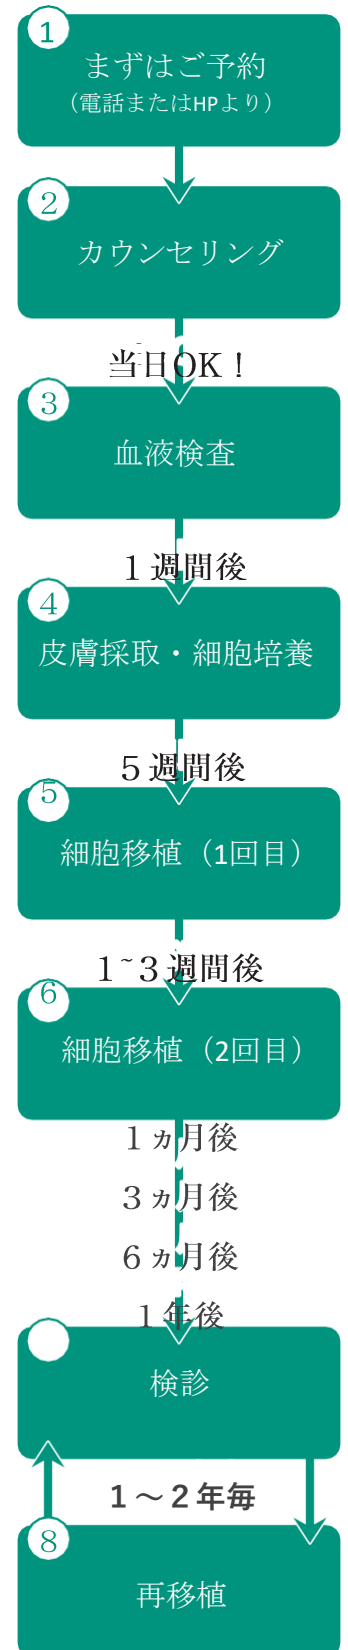 1
まずはご予約
（電話またはHPより）
２
カウンセリング
当日OK！
３
血液検査
１週間後
４
皮膚採取・細胞培養
５週間後
５
細胞移植（1回目）
１~３週間後
６
細胞移植（2回目）
１ヵ月後
３ヵ月後
６ヵ月後
１年後
検診
１～２年毎
８
再移植